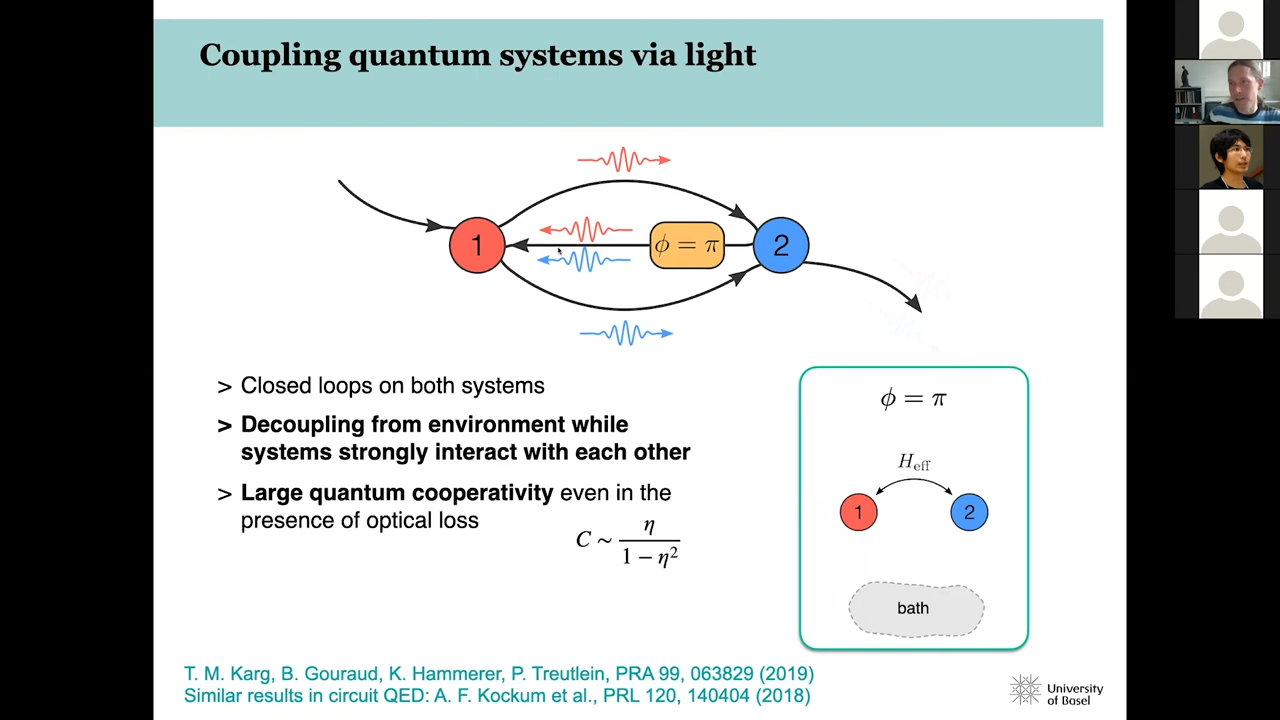 Coupling quantum systems via light
1
ϕ = π
2
> Closed loops on both systems
> Decoupling from environment while
systems strongly interact with each other
> Large quantum cooperativity even in the
presence of optical loss
C ~ η / (1 − η²)
ϕ = π
H_eff
1
2
bath
T. M. Karg, B. Gouraud, K. Hammerer, P. Treutlein, PRA 99, 063829 (2019)
Similar results in circuit QED: A. F. Kockum et al., PRL 120, 140404 (2018)
University
of Basel